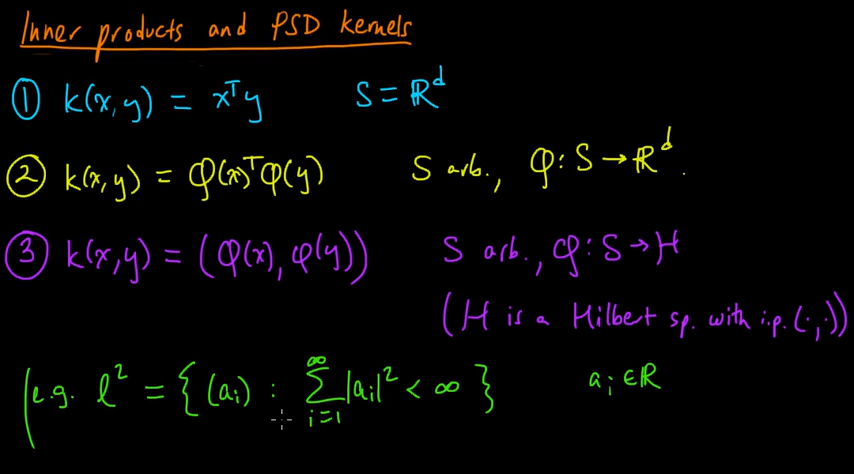 Inner products and PSD kernels
① k(x,y) = xᵀy S = ℝᵈ
② k(x,y) = φ(x)ᵀφ(y) S arb., φ: S → ℝᵈ.
③ k(x,y) = (φ(x), φ(y)) S arb., φ: S → H
(H is a Hilbert sp. with i.p. (·,·))
(e.g. l² = { (aᵢ) : ∑_{i=1}^{∞} |aᵢ|² < ∞ } aᵢ ∈ ℝ